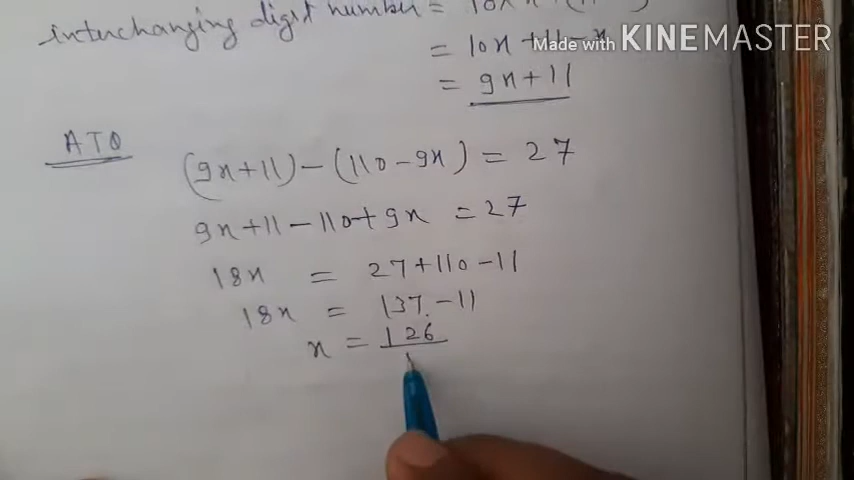 interchanging digit number = 10x
= 10x + 11 - x
Made with KINEMASTER
= 9x+11
ATQ
(9x+11) - (110-9x) = 27
9x+11-110+9x = 27
18x = 27+110-11
18x = 137-11
x = 126